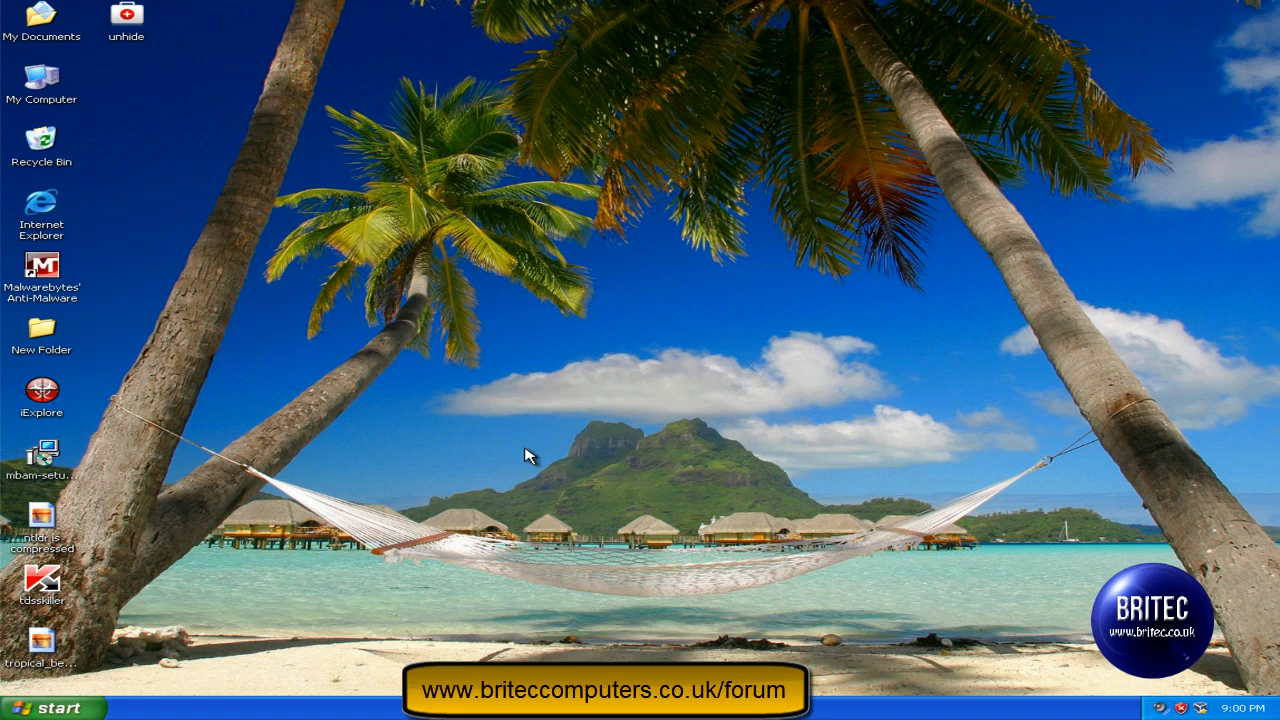 My Documents
unhide
My Computer
Recycle Bin
Internet
Explorer
Malwarebytes'
Anti-Malware
New Folder
iExplore
mbam-setu...
ntldr is
compressed
tdsskiller
tropical_be...
BRITEC
www.britec.co.uk
www.briteccomputers.co.uk/forum
start
9:00 PM